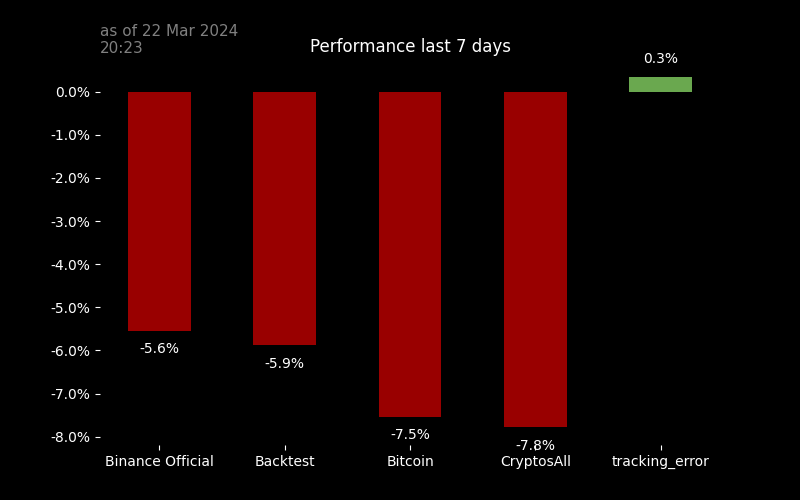 as of 22 Mar 2024
20:23
Performance last 7 days
0.3%
0.0%
-1.0%
-2.0%
-3.0%
-4.0%
-5.0%
-6.0%
-7.0%
-8.0%
-5.6%
-5.9%
-7.5%
-7.8%
Binance Official
Backtest
Bitcoin
CryptosAll
tracking_error